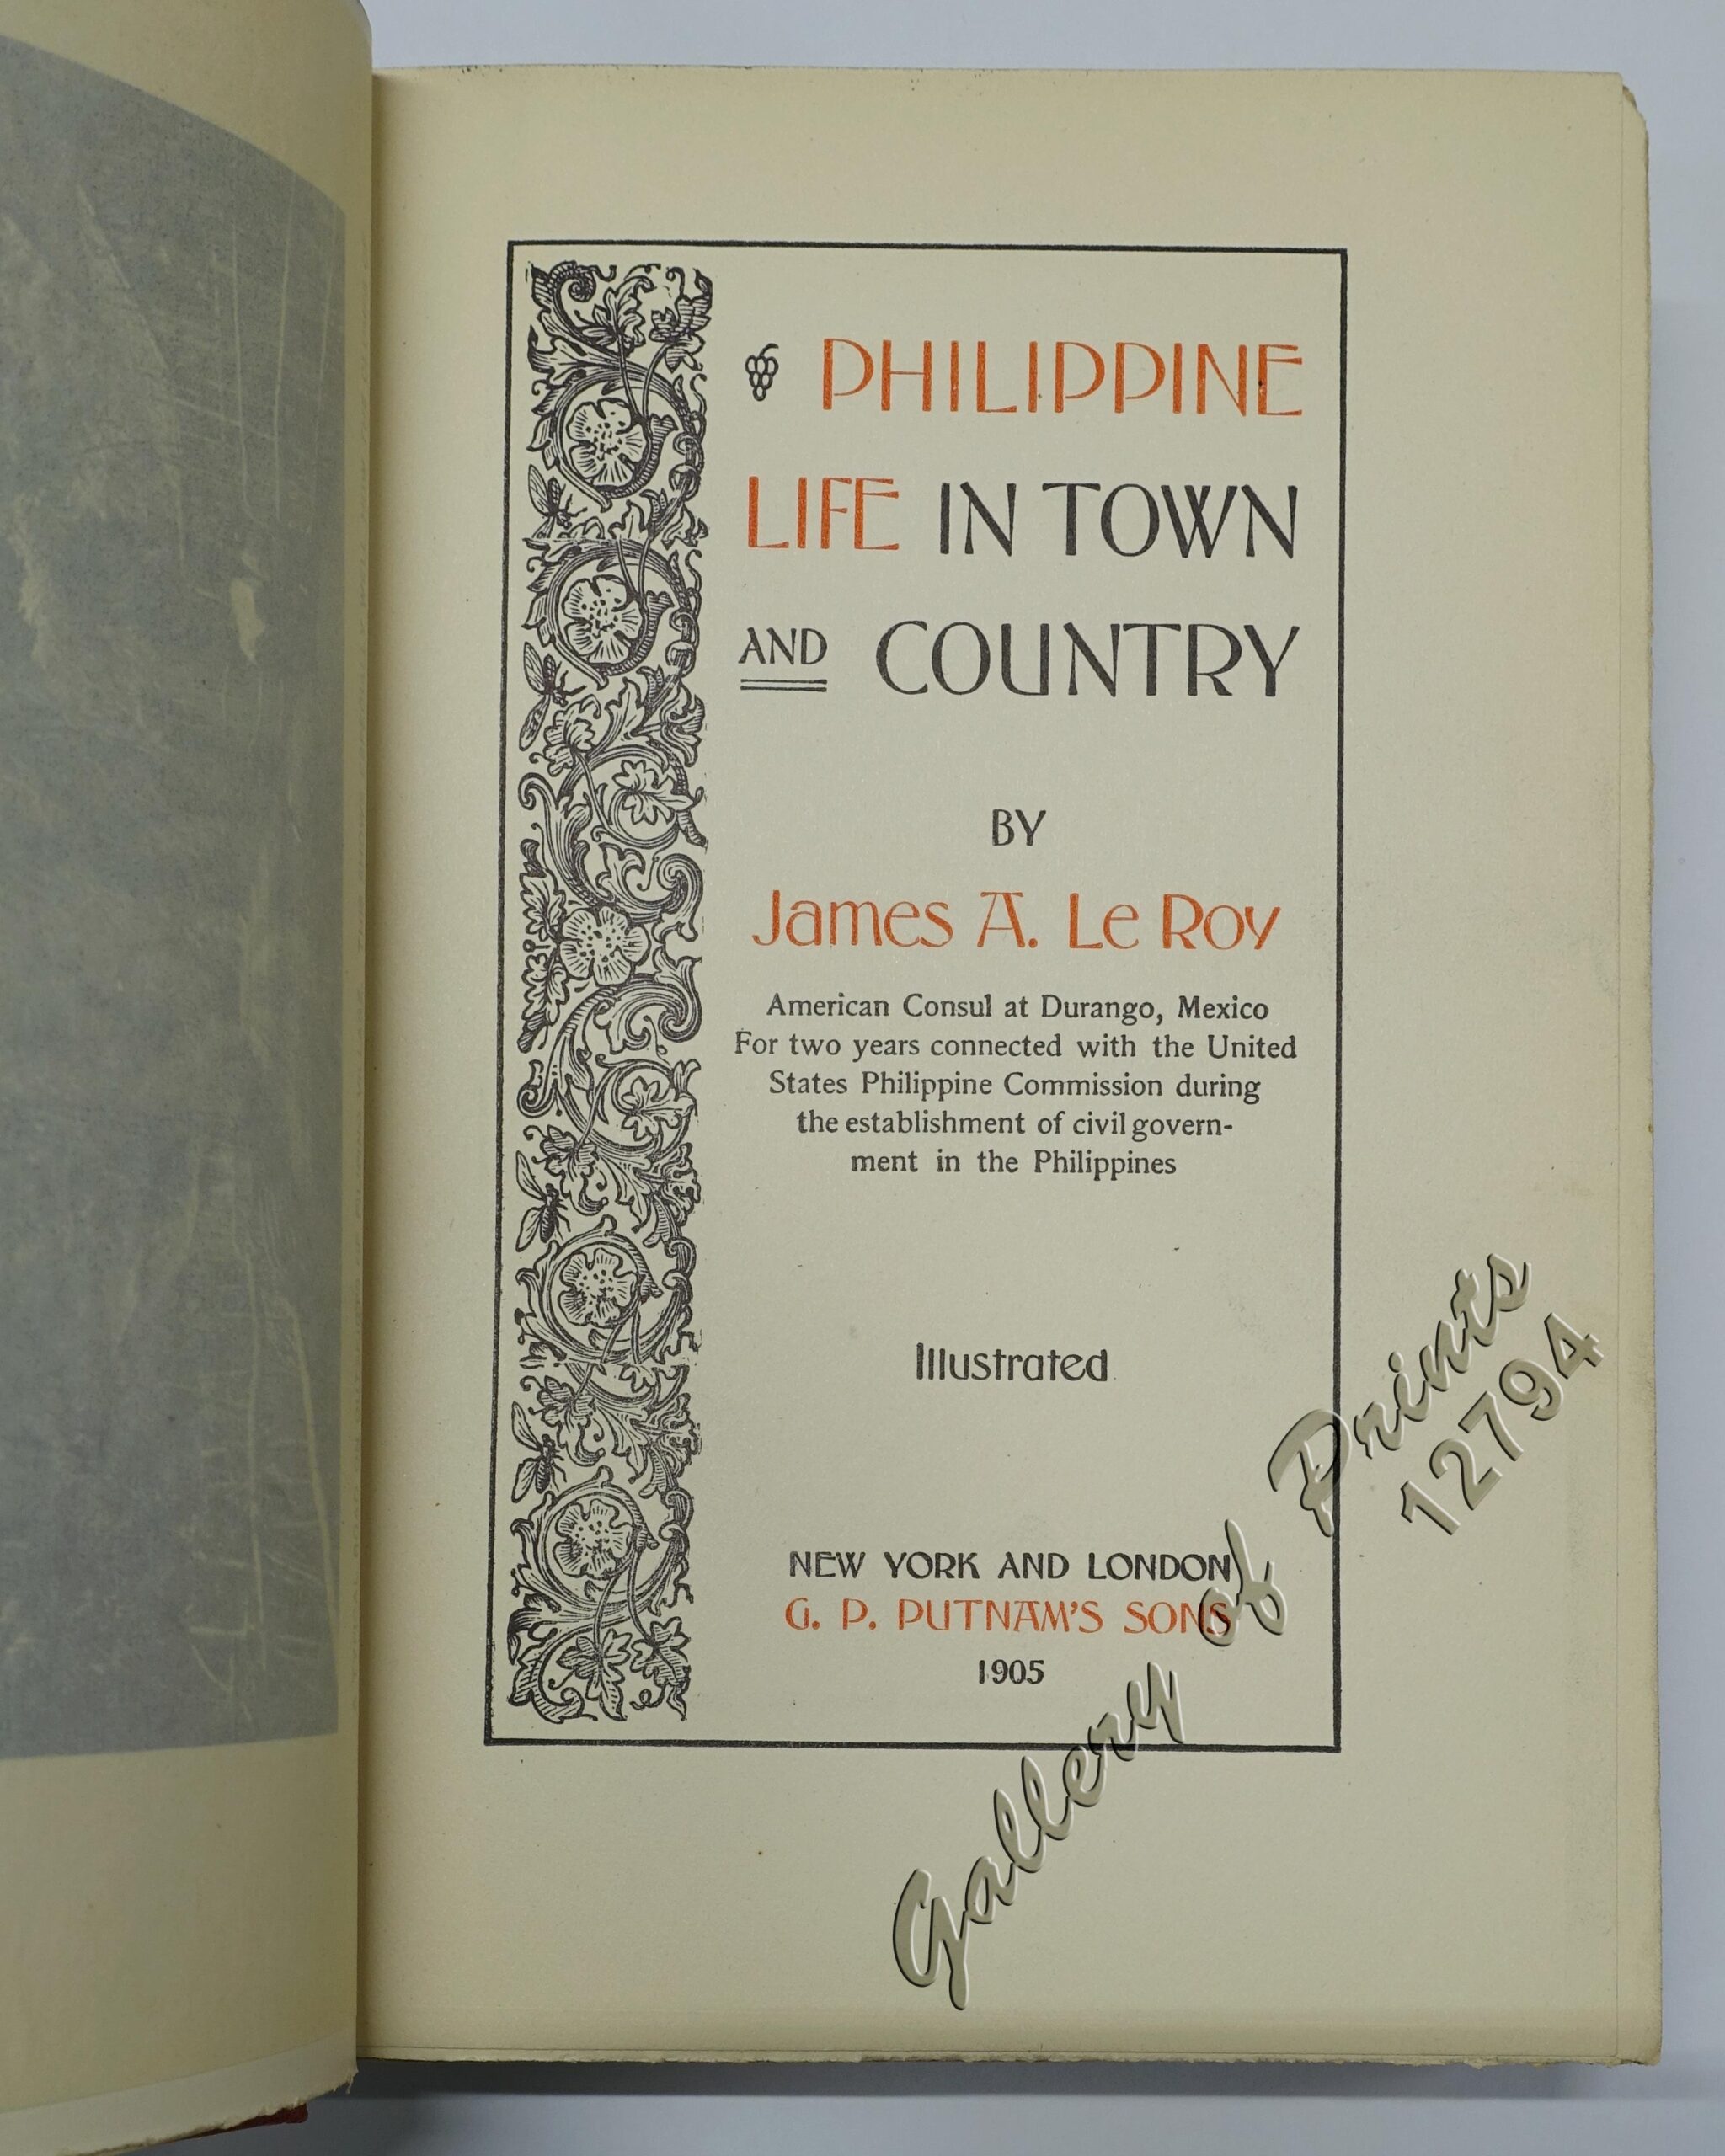 PHILIPPINE
LIFE IN TOWN
AND COUNTRY
BY
James A. Le Roy
American Consul at Durango, Mexico
For two years connected with the United
States Philippine Commission during
the establishment of civil govern-
ment in the Philippines
Illustrated
NEW YORK AND LONDON
G. P. PUTNAM'S SONS
1905
Gallery of Prints
12794